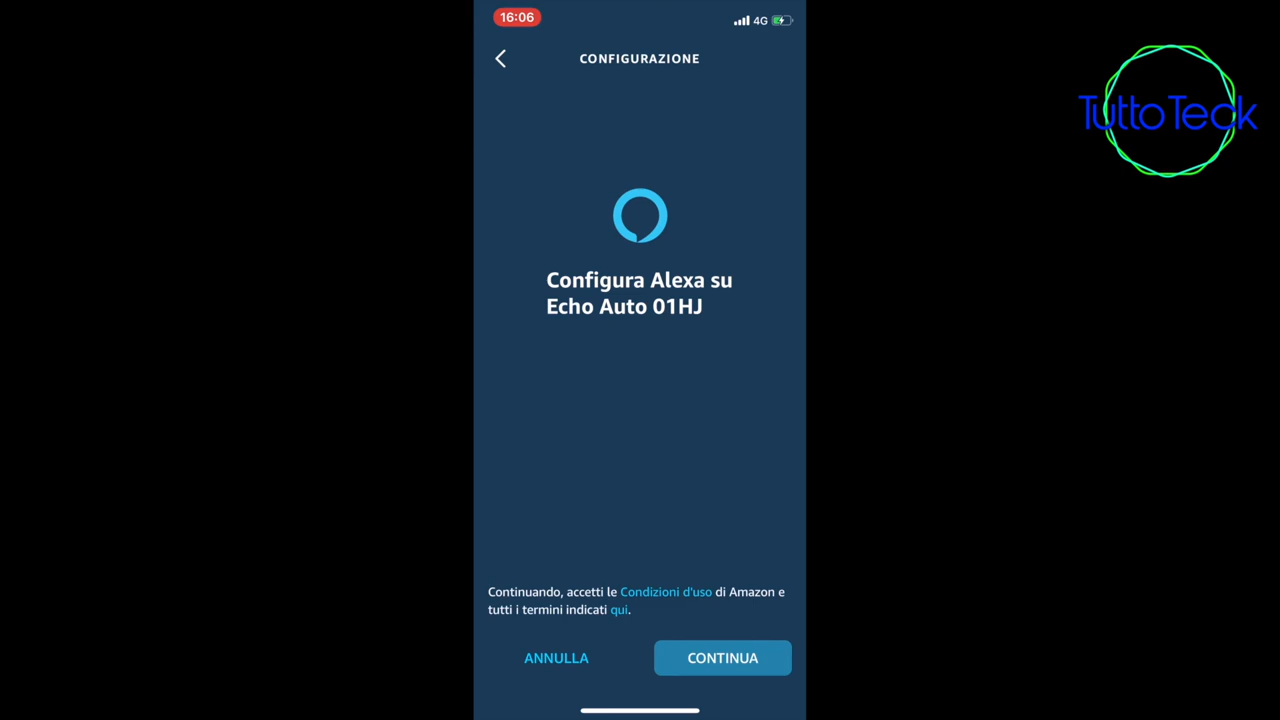 16:06
4G
CONFIGURAZIONE
TuttoTeck
Configura Alexa su
Echo Auto 01HJ
Continuando, accetti le Condizioni d'uso di Amazon e
tutti i termini indicati qui.
ANNULLA
CONTINUA